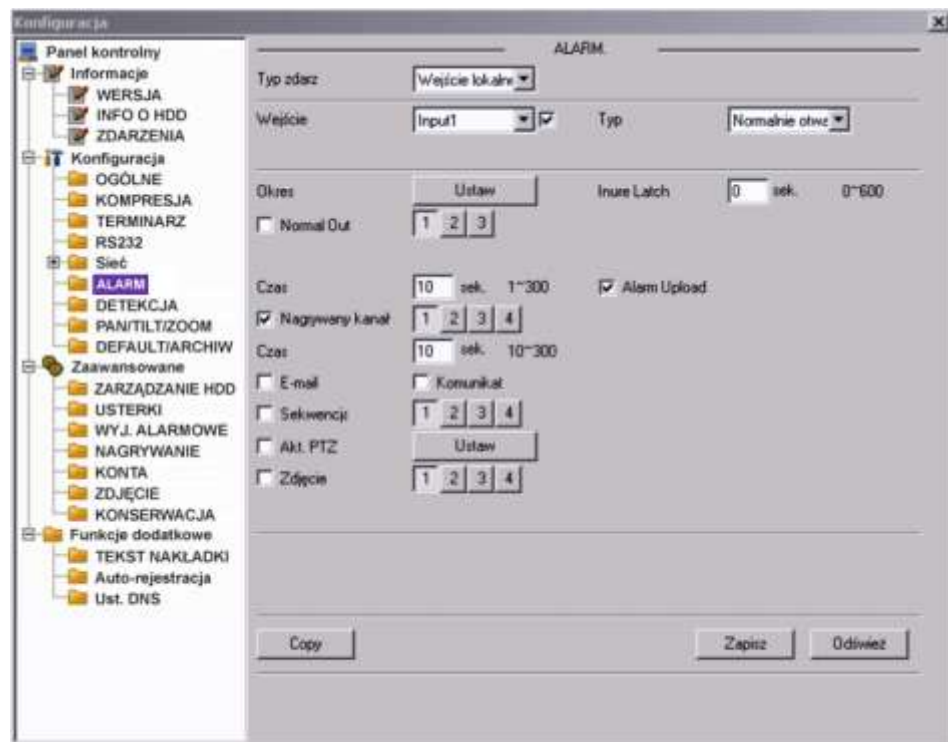 Konfiguracja
Panel kontrolny
Informacje
WERSJA
INFO O HDD
ZDARZENIA
Konfiguracja
OGÓLNE
KOMPRESJA
TERMINARZ
RS232
Sieć
ALARM
DETEKCJA
PAN/TILT/ZOOM
DEFAULT/ARCHIW
Zaawansowane
ZARZĄDZANIE HDD
USTERKI
WYJ. ALARMOWE
NAGRYWANIE
KONTA
ZDJĘCIE
KONSERWACJA
Funkcje dodatkowe
TEKST NAKŁADKI
Auto-rejestracja
Ust. DNS
ALARM.
Typ zdarz Wejście lokalne
Wejście Input1 Typ Normalnie otwa
Okres Ustaw Inure Latch 0 sek. 0~600
Normal Out 1 2 3
Czas 10 sek. 1~300 Alarm Upload
Nagrywany kanał 1 2 3 4
Czas 10 sek. 10~300
E-mail Komunikat
Sekwencja 1 2 3 4
Akt. PTZ Ustaw
Zdjęcie 1 2 3 4
Copy Zapisz Odśwież